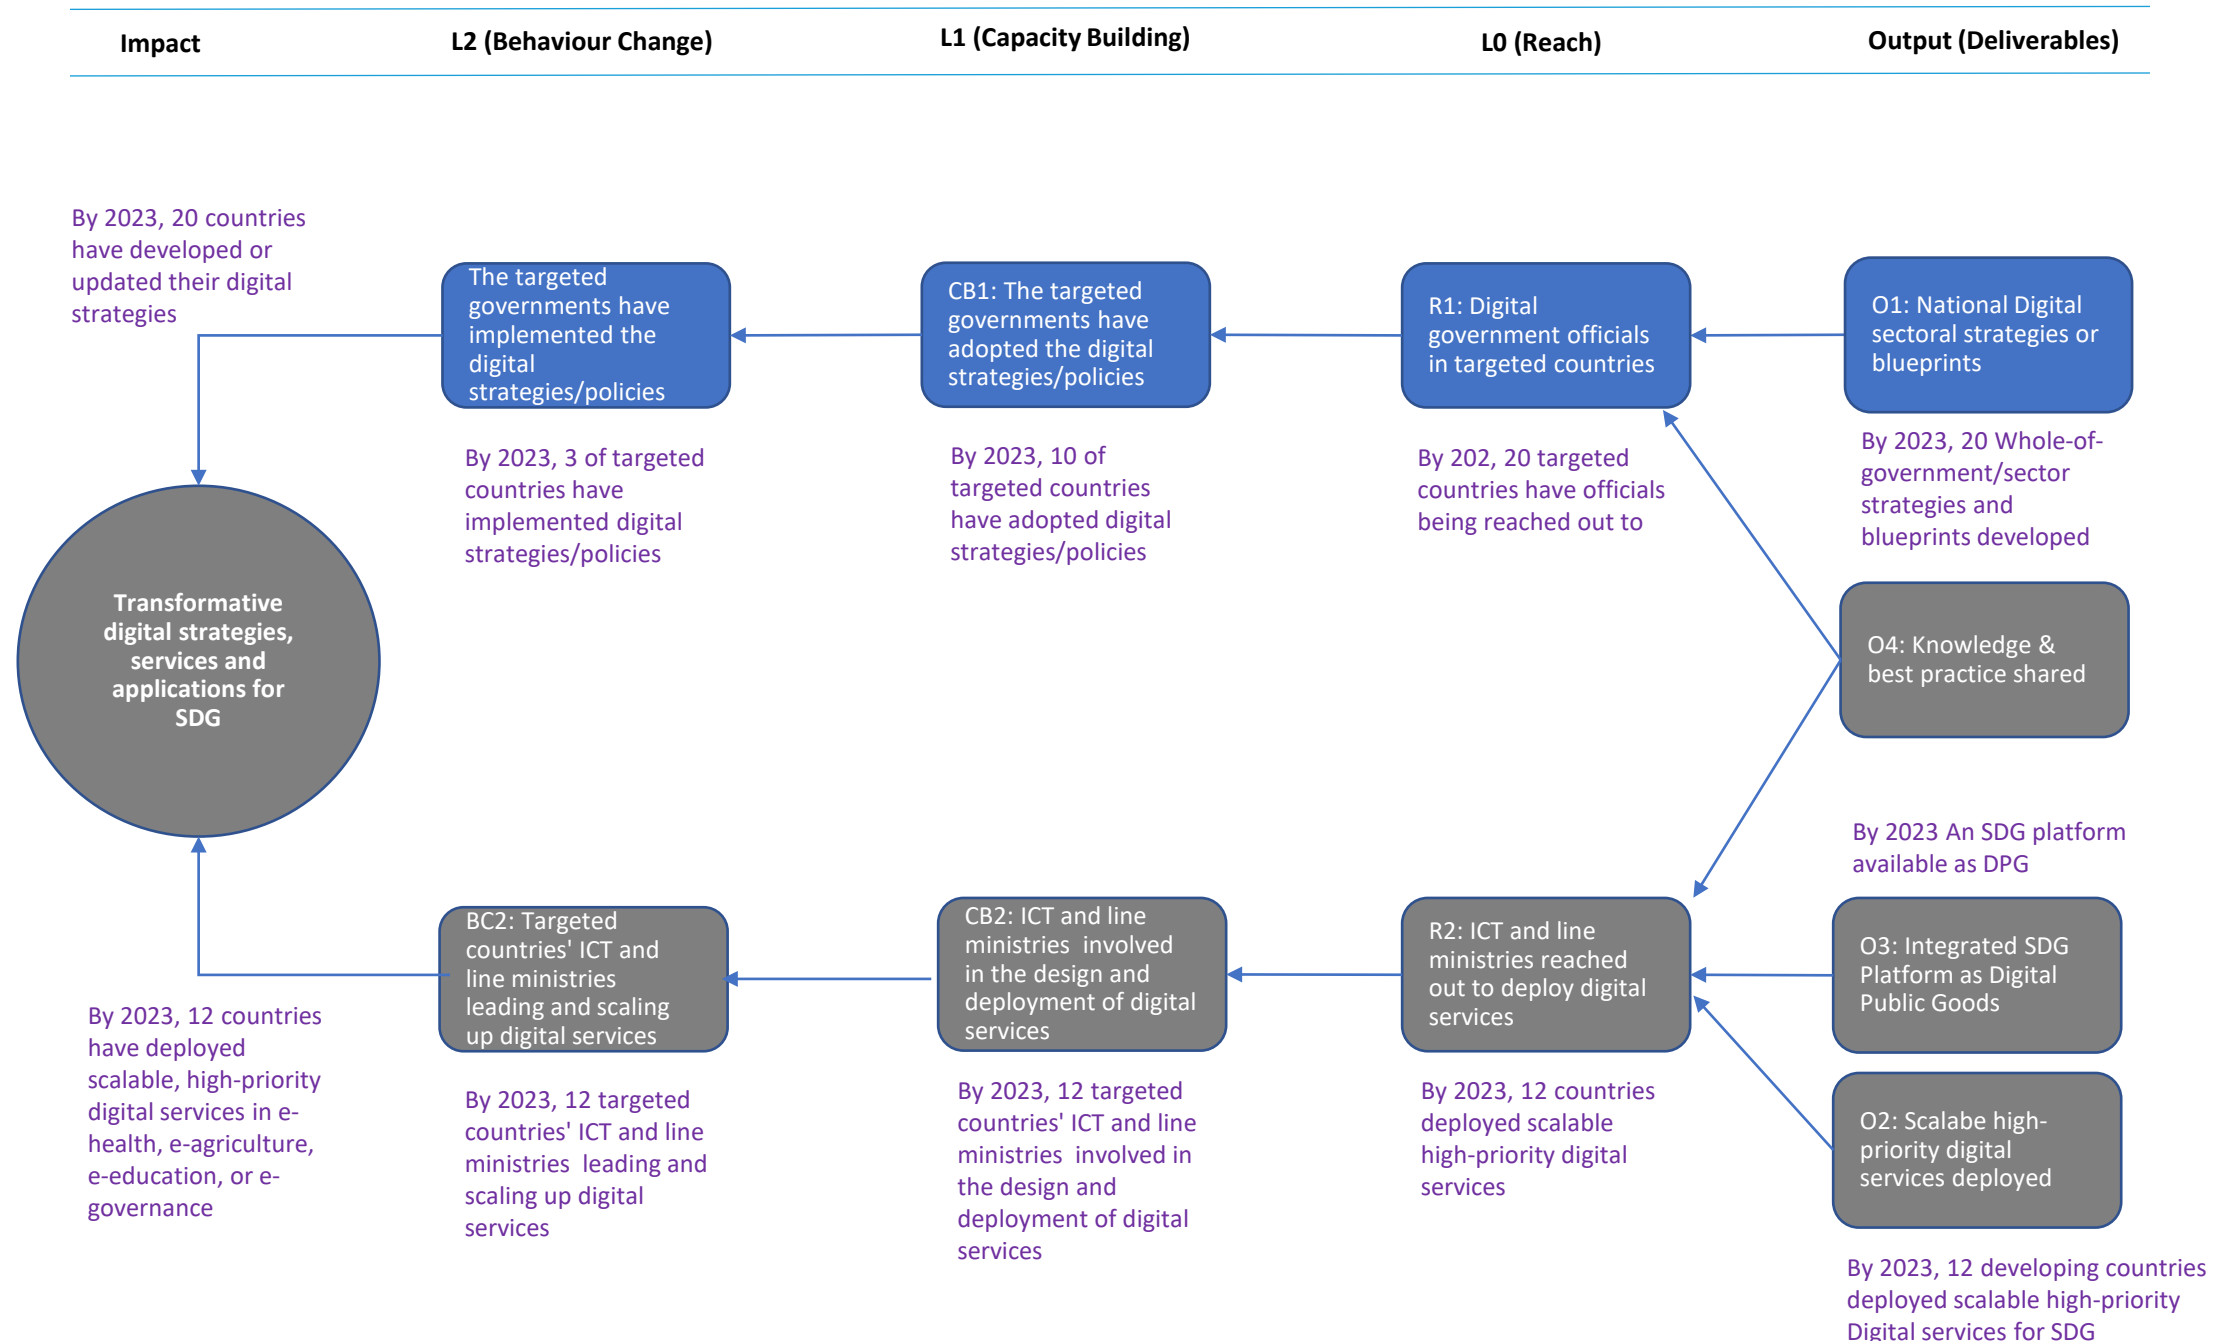 Impact
L2 (Behaviour Change)
L1 (Capacity Building)
L0 (Reach)
Output (Deliverables)
By 2023, 20 countries
have developed or
updated their digital
strategies
The targeted
governments have
implemented the
digital
strategies/policies
CB1: The targeted
governments have
adopted the digital
strategies/policies
R1: Digital
government officials
in targeted countries
O1: National Digital
sectoral strategies or
blueprints
By 2023, 3 of targeted
countries have
implemented digital
strategies/policies
By 2023, 10 of
targeted countries
have adopted digital
strategies/policies
By 202, 20 targeted
countries have officials
being reached out to
By 2023, 20 Whole-of-
government/sector
strategies and
blueprints developed
Transformative
digital strategies,
services and
applications for
SDG
O4: Knowledge &
best practice shared
By 2023 An SDG platform
available as DPG
BC2: Targeted
countries' ICT and
line ministries
leading and scaling
up digital services
CB2: ICT and line
ministries  involved
in the design and
deployment of digital
services
R2: ICT and line
ministries reached
out to deploy digital
services
O3: Integrated SDG
Platform as Digital
Public Goods
By 2023, 12 countries
have deployed
scalable, high-priority
digital services in e-
health, e-agriculture,
e-education, or e-
governance
By 2023, 12 targeted
countries' ICT and line
ministries  leading and
scaling up digital
services
By 2023, 12 targeted
countries' ICT and line
ministries  involved in
the design and
deployment of digital
services
By 2023, 12 countries
deployed scalable
high-priority digital
services
O2: Scalabe high-
priority digital
services deployed
By 2023, 12 developing countries
deployed scalable high-priority
Digital services for SDG